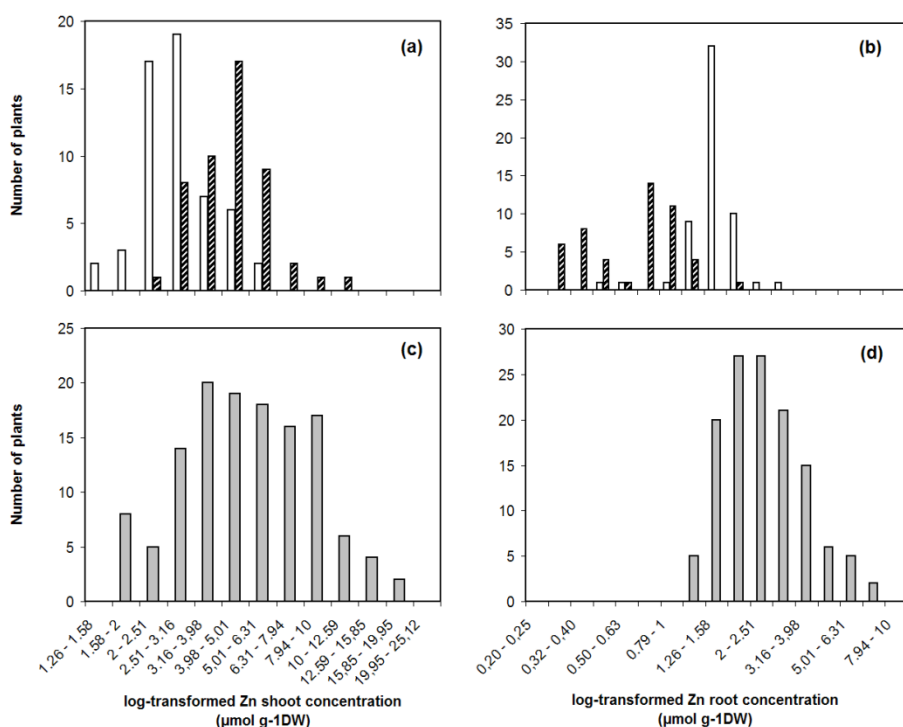 20
15
10
5
0
Number of plants
(a)
35
30
25
20
15
10
5
0
(b)
25
20
15
10
5
0
Number of plants
(c)
30
25
20
15
10
5
0
(d)
1.26 - 1.58
1.58 - 2
2 - 2.51
2.51 - 3.16
3.16 - 3.98
3,98 - 5.01
5.01 - 6.31
6.31 - 7.94
7.94 - 10
10 - 12.59
12.59 - 15,85
15,85 - 19,95
19,95 - 25,12
log-transformed Zn shoot concentration
(μmol g-1DW)
0,20 - 0,25
0,32 - 0,40
0,50 - 0,63
0,79 - 1
1,26 - 1,58
2 - 2,51
3,16 - 3,98
5,01 - 6,31
7,94 - 10
log-transformed Zn root concentration
(μmol g-1DW)